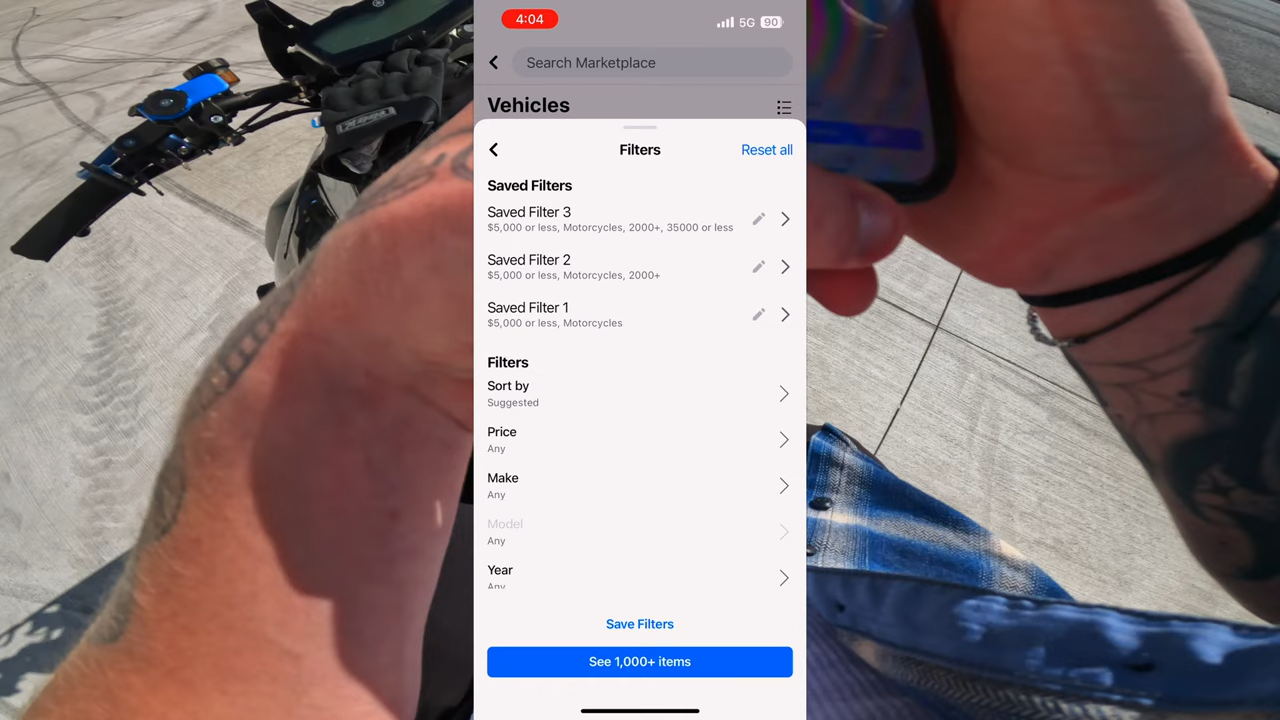 4:04
5G 90
Search Marketplace
Vehicles
Filters
Reset all
Saved Filters
Saved Filter 3
$5,000 or less, Motorcycles, 2000+, 35000 or less
Saved Filter 2
$5,000 or less, Motorcycles, 2000+
Saved Filter 1
$5,000 or less, Motorcycles
Filters
Sort by
Suggested
Price
Any
Make
Any
Model
Any
Year
Any
Save Filters
See 1,000+ items